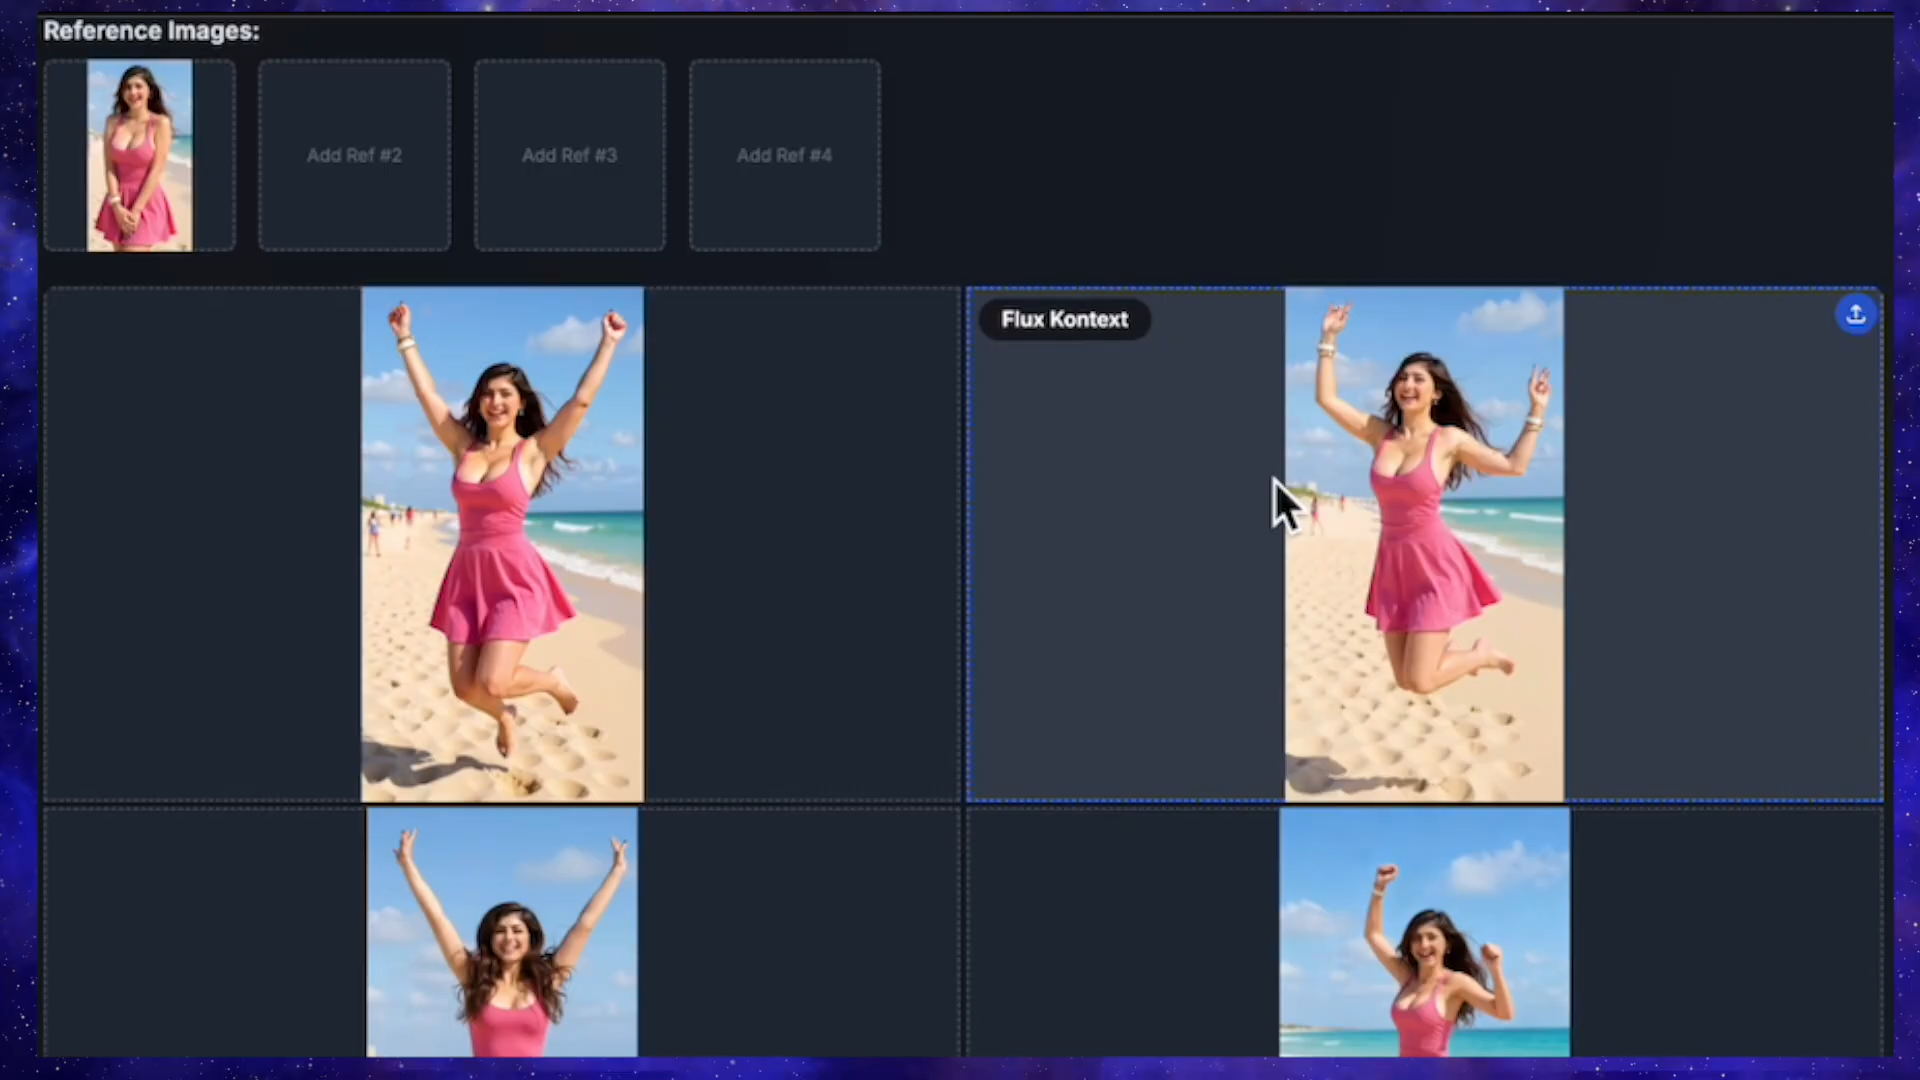 Reference Images:
Add Ref #2
Add Ref #3
Add Ref #4
Flux Kontext